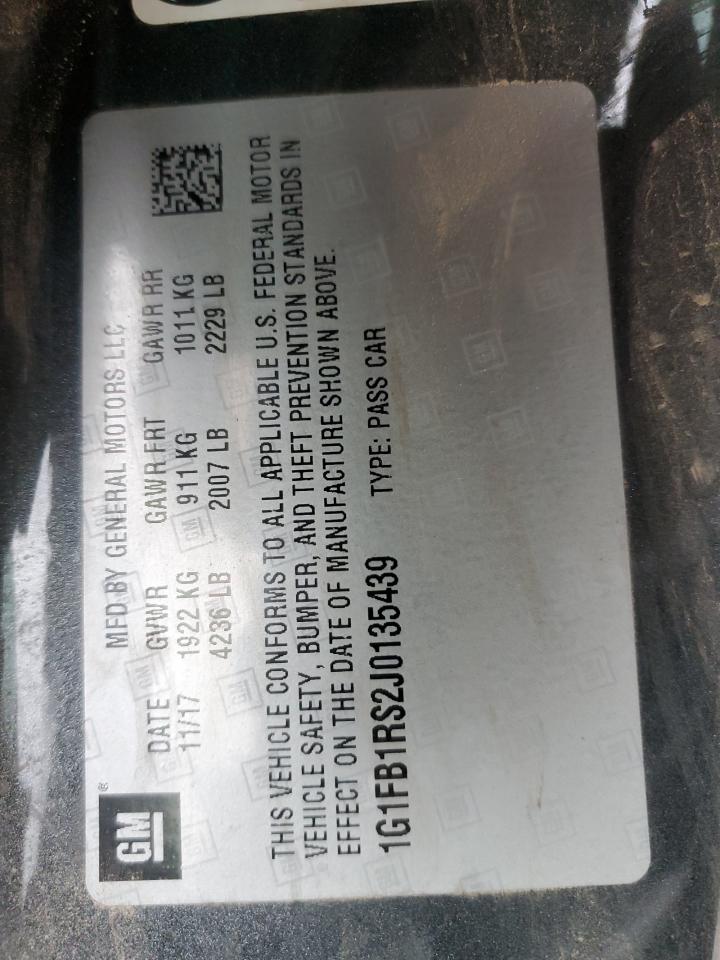 GM ®
MFD BY GENERAL MOTORS LLC
DATE GVWR GAWR FRT GAWR RR
11/17 1922 KG 911 KG 1011 KG
4236 LB 2007 LB 2229 LB
THIS VEHICLE CONFORMS TO ALL APPLICABLE U.S. FEDERAL MOTOR
VEHICLE SAFETY, BUMPER, AND THEFT PREVENTION STANDARDS IN
EFFECT ON THE DATE OF MANUFACTURE SHOWN ABOVE.
1G1FB1RS2J0135439 TYPE: PASS CAR